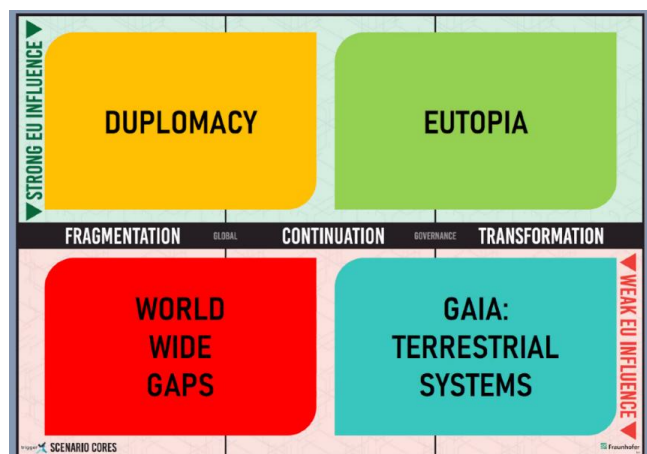 STRONG EU INFLUENCE
DUPLOMACY
EUTOPIA
FRAGMENTATION GLOBAL CONTINUATION GOVERNANCE TRANSFORMATION
WORLD
WIDE
GAPS
GAIA:
TERRESTRIAL
SYSTEMS
WEAK EU INFLUENCE
trigger SCENARIO CORES
Fraunhofer